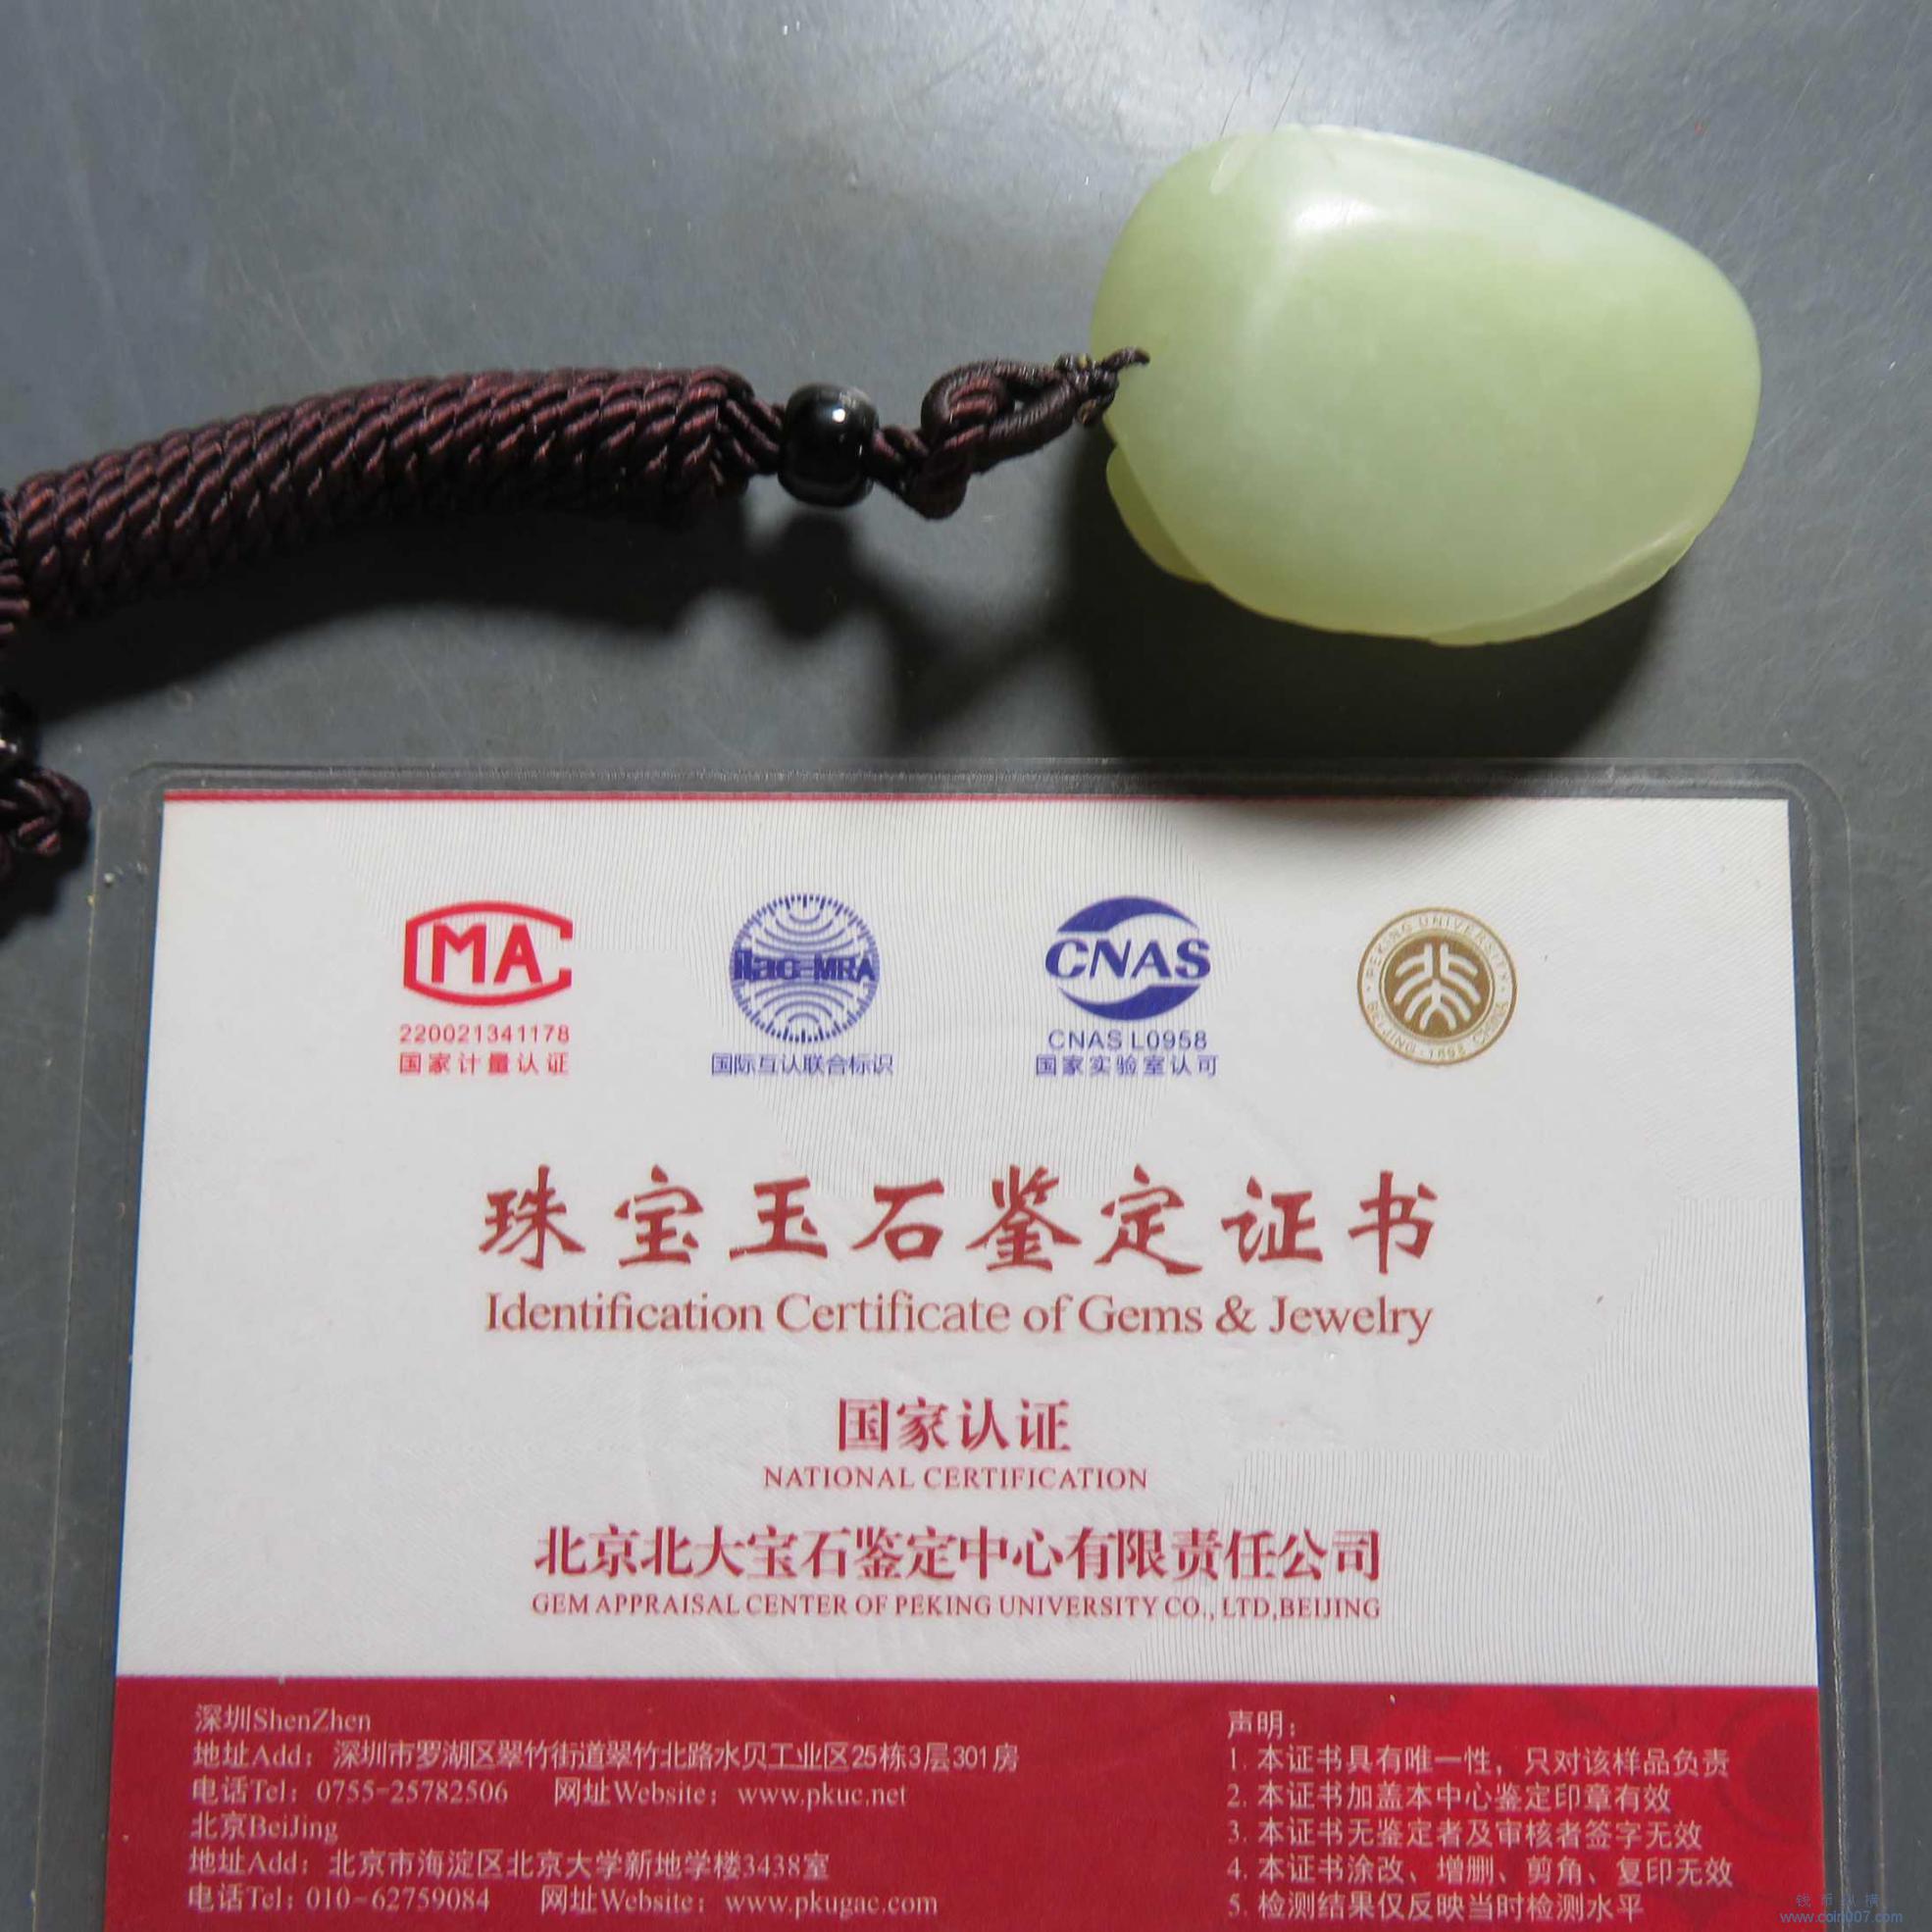 MA
220021341178
国家计量认证
ilac-MRA
国际互认联合标识
CNAS
CNAS L0958
国家实验室认可
PEKING UNIVERSITY
BEIJING·1898 CHINA
珠宝玉石鉴定证书
Identification Certificate of Gems & Jewelry
国家认证
NATIONAL CERTIFICATION
北京北大宝石鉴定中心有限责任公司
GEM APPRAISAL CENTER OF PEKING UNIVERSITY CO., LTD,BEIJING
深圳ShenZhen
地址Add：深圳市罗湖区翠竹街道翠竹北路水贝工业区25栋3层301房
电话Tel：0755-25782506 网址Website：www.pkuc.net
北京BeiJing
地址Add：北京市海淀区北京大学新地学楼3438室
电话Tel：010-62759084 网址Website：www.pkugac.com
声明：
1. 本证书具有唯一性，只对该样品负责
2. 本证书加盖本中心鉴定印章有效
3. 本证书无鉴定者及审核者签字无效
4. 本证书涂改、增删、剪角、复印无效
5. 检测结果仅反映当时检测水平
钱币纵横
www.coin007.com